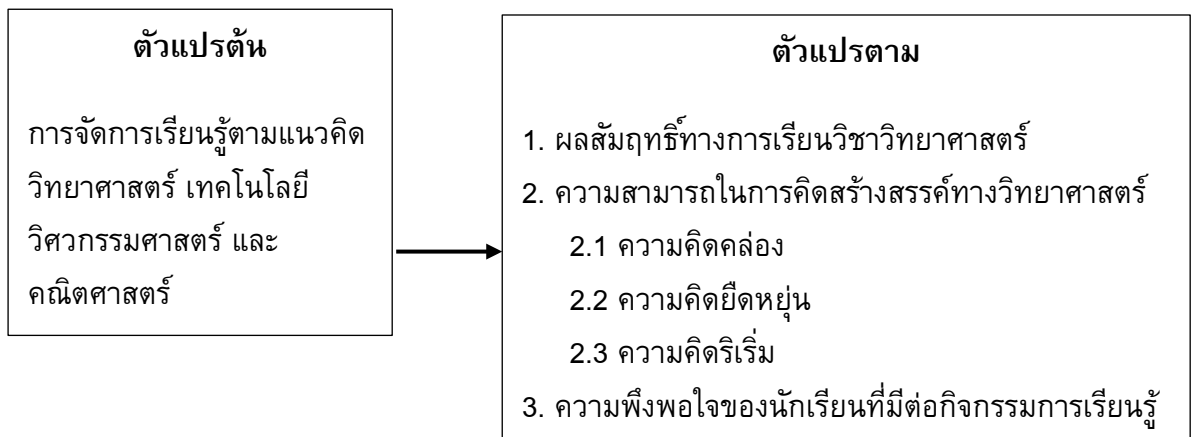 ตัวแปรต้น
การจัดการเรียนรู้ตามแนวคิด
วิทยาศาสตร์ เทคโนโลยี
วิศวกรรมศาสตร์ และ
คณิตศาสตร์
ตัวแปรตาม
1. ผลสัมฤทธิ์ทางการเรียนวิชาวิทยาศาสตร์
2. ความสามารถในการคิดสร้างสรรค์ทางวิทยาศาสตร์
2.1 ความคิดคล่อง
2.2 ความคิดยืดหยุ่น
2.3 ความคิดริเริ่ม
3. ความพึงพอใจของนักเรียนที่มีต่อกิจกรรมการเรียนรู้